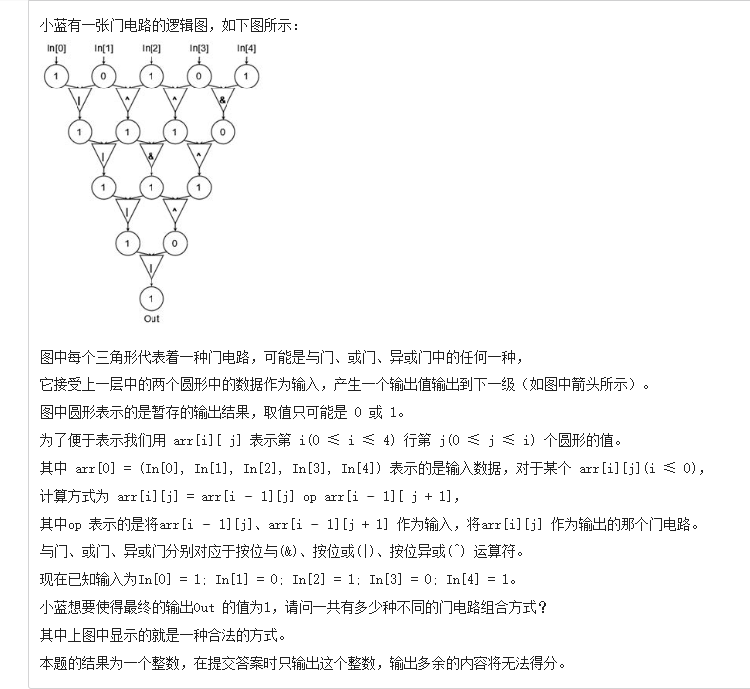 小蓝有一张门电路的逻辑图，如下图所示：
In[0] In[1] In[2] In[3] In[4]
1 0 1 0 1
| ^ ^ &
1 1 1 0
| & ^
1 1 1
| ^
1 0
|
1
Out
图中每个三角形代表着一种门电路，可能是与门、或门、异或门中的任何一种，
它接受上一层中的两个圆形中的数据作为输入，产生一个输出值输出到下一级（如图中箭头所示）。
图中圆形表示的是暂存的输出结果，取值只可能是 0 或 1。
为了便于表示我们用 arr[i][ j] 表示第 i(0 ≤ i ≤ 4) 行第 j(0 ≤ j ≤ i) 个圆形的值。
其中 arr[0] = (In[0], In[1], In[2], In[3], In[4]) 表示的是输入数据，对于某个 arr[i][j](i ≤ 0)，
计算方式为 arr[i][j] = arr[i − 1][j] op arr[i − 1][ j + 1]，
其中op 表示的是将arr[i − 1][j]、arr[i − 1][j + 1] 作为输入，将arr[i][j] 作为输出的那个门电路。
与门、或门、异或门分别对应于按位与(&)、按位或(|)、按位异或(^) 运算符。
现在已知输入为In[0] = 1; In[1] = 0; In[2] = 1; In[3] = 0; In[4] = 1。
小蓝想要使得最终的输出Out 的值为1，请问一共有多少种不同的门电路组合方式？
其中上图中显示的就是一种合法的方式。
本题的结果为一个整数，在提交答案时只输出这个整数，输出多余的内容将无法得分。